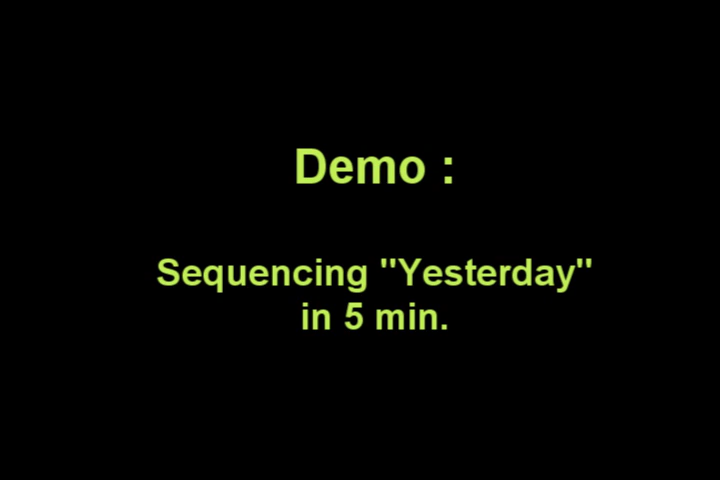 Demo :
Sequencing "Yesterday"
in 5 min.